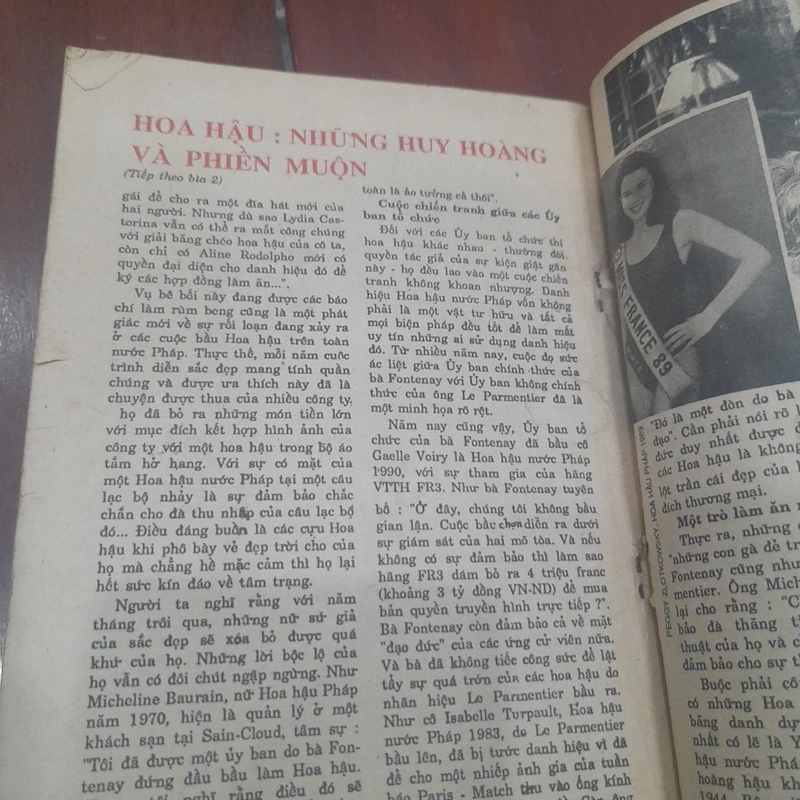 HOA HẬU : NHỮNG HUY HOÀNG
VÀ PHIỀN MUỘN
(Tiếp theo bìa 2)
gái để cho ra một đĩa hát mới của
hai người. Nhưng dù sao Lydia Cas-
torina vẫn có thể ra mắt công chúng
với giải băng chéo hoa hậu của cô ta,
còn chỉ có Aline Rodolpho mới có
quyền đại diện cho danh hiệu đó để
ký các hợp đồng làm ăn...".
Vụ bê bối này đang được các báo
chí làm rùm beng cũng là một phát
giác mới về sự rối loạn đang xảy ra
ở các cuộc bầu Hoa hậu trên toàn
nước Pháp. Thực thế, mỗi năm cuộc
trình diễn sắc đẹp mang tính quần
chúng và được ưa thích này đã là
chuyện được thua của nhiều công ty,
họ đã bỏ ra những món tiền lớn
với mục đích kết hợp hình ảnh của
công ty với một hoa hậu trong bộ áo
tắm hở hang. Với sự có mặt của
một Hoa hậu nước Pháp tại một câu
lạc bộ nhảy là sự đảm bảo chắc
chắn cho đà thu nhập của câu lạc bộ
đó... Điều đáng buồn là các cựu Hoa
hậu khi phô bày vẻ đẹp trời cho của
họ mà chẳng hề mặc cảm thì họ lại
hết sức kín đáo về tâm trạng.
Người ta nghĩ rằng với năm
tháng trôi qua, những nữ sứ giả
của sắc đẹp sẽ xóa bỏ được quá
khứ của họ. Những lời bộc lộ của
họ vẫn có đôi chút ngập ngừng. Như
Micheline Baurain, nữ Hoa hậu Pháp
năm 1970, hiện là quản lý ở một
khách sạn tại Sain-Cloud, tâm sự :
"Tôi đã được một ủy ban do bà Fon-
tenay đứng đầu bầu làm Hoa hậu.
nghĩ rằng điều đó sẽ
toàn là ảo tưởng cả thôi".
Cuộc chiến tranh giữa các Ủy
ban tổ chức
Đối với các Ủy ban tổ chức thi
hoa hậu khác nhau - thường đòi
quyền tác giả của sự kiện giật gân
này - họ đều lao vào một cuộc chiến
tranh không khoan nhượng. Danh
hiệu Hoa hậu nước Pháp vốn không
phải là một vật tư hữu và tất cả
mọi biện pháp đều tốt để làm mất
uy tín những ai sử dụng danh hiệu
đó. Từ nhiều năm nay, cuộc đọ sức
ác liệt giữa Ủy ban chính thức của
bà Fontenay với Ủy ban không chính
thức của ông Le Parmentier đã là
một minh họa rõ rệt.
Năm nay cũng vậy, Ủy ban tổ
chức của bà Fontenay đã bầu cô
Gaelle Voiry là Hoa hậu nước Pháp
1990, với sự tham gia của hãng
VTTH FR3. Như bà Fontenay tuyên
bố : "Ở đây, chúng tôi không bầu
gian lận. Cuộc bầu chọn diễn ra dưới
sự giám sát của hai mõ tòa. Và nếu
không có sự đảm bảo thì làm sao
hãng FR3 dám bỏ ra 4 triệu franc
(khoảng 3 tỷ đồng VN-ND) để mua
bản quyền truyền hình trực tiếp ?".
Bà Fontenay còn đảm bảo cả về mặt
"đạo đức" của các ứng cử viên nữa.
Và bà đã không tiếc công sức để lật
tẩy sự quá trớn của các hoa hậu do
nhãn hiệu Le Parmentier bầu ra.
Như cô Isabelle Turpault, Hoa hậu
nước Pháp 1983, do Le Parmentier
bầu lên, đã bị tước danh hiệu vì đã
để cho một nhiếp ảnh gia của tuần
báo Paris - Match thu vào ống kính
MISS FRANCE 89
PEGGY ZLOTKOWSKY, HOA HẬU PHÁP 1989
"Đó là một đòn do bà
đạo". Cần phải nói rõ
đức duy nhất được
các Hoa hậu là không
lột trần cái đẹp của
đích thương mại.
Một trò làm ăn
Thực ra, những
"những con gà đẻ
Fontenay cũng như
mentier. Ông Mich
lại cho rằng : "C
bảo đà thăng
thuật của họ và
đảm bảo cho sự
Buộc phải cô
có những Hoa
bảng danh dự
nhất có lẽ là Y
hậu nước Pháp
hoàng hậu kh